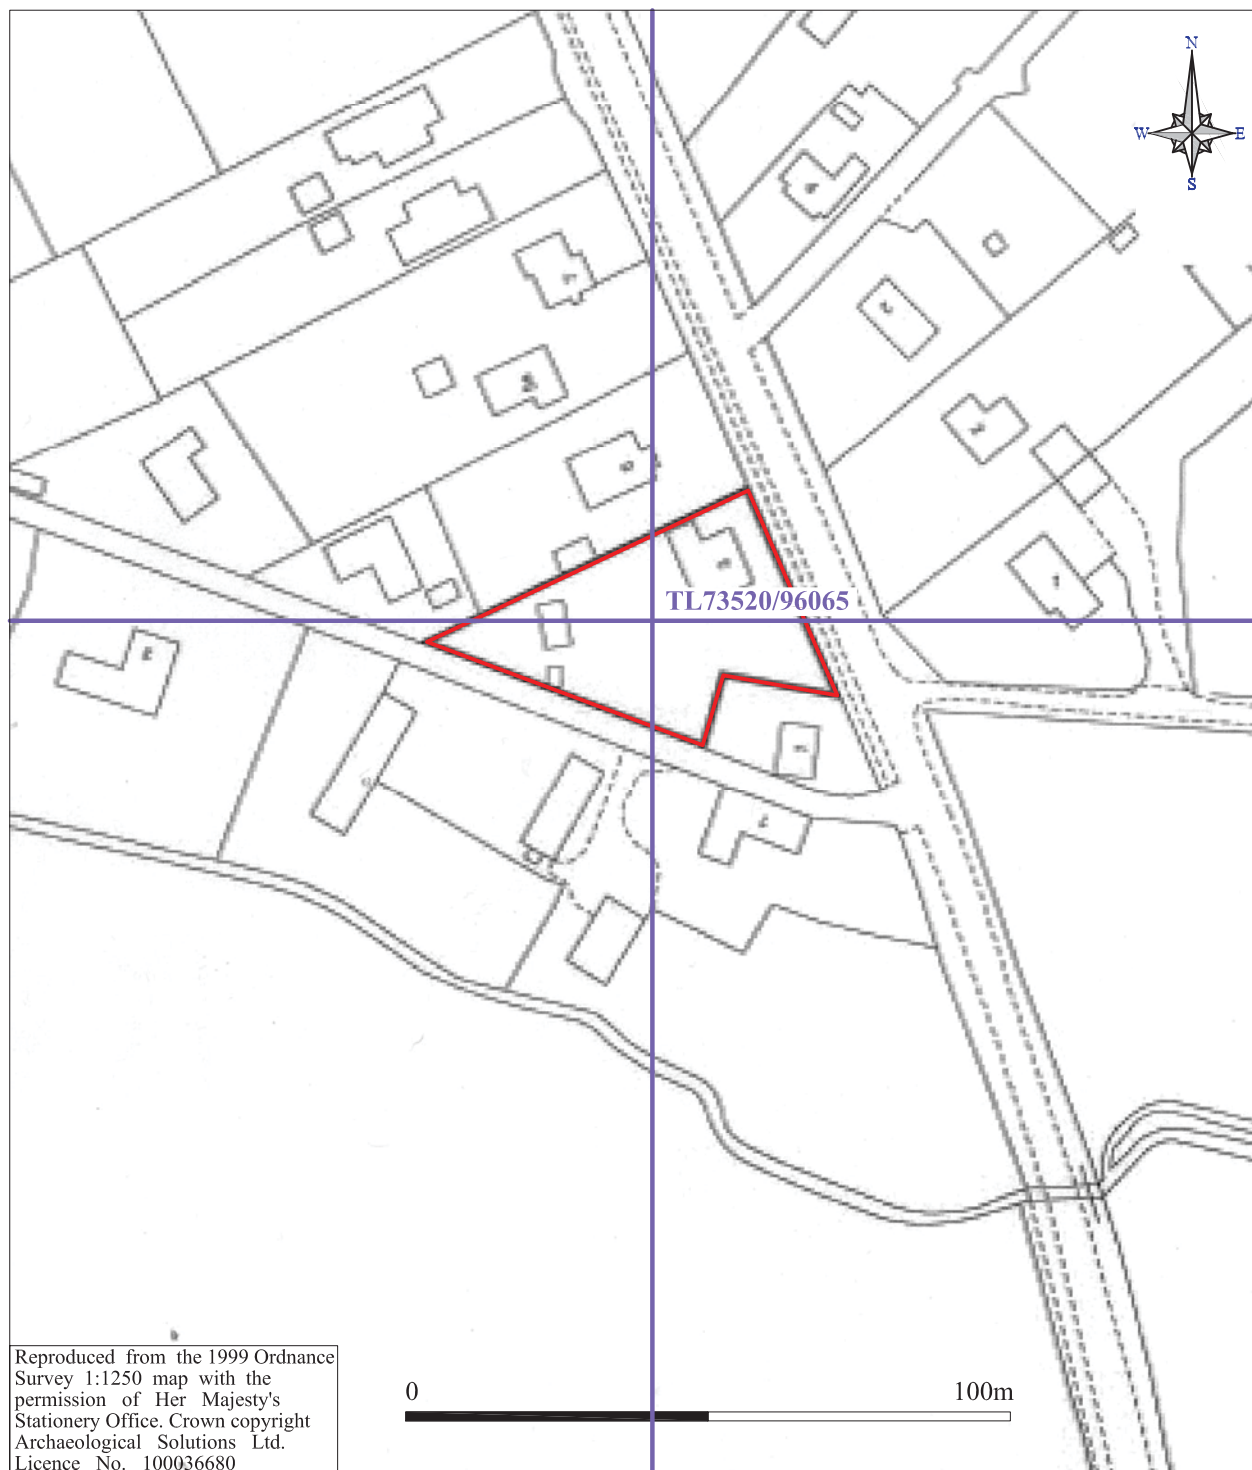 N
W E
S
TL73520/96065
1
0 100m
Reproduced from the 1999 Ordnance
Survey 1:1250 map with the
permission of Her Majesty's
Stationery Office. Crown copyright
Archaeological Solutions Ltd.
Licence No. 100036680